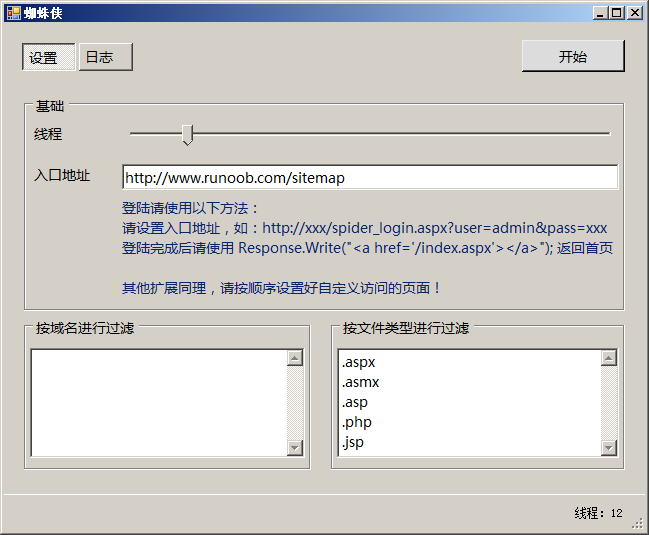 蜘蛛侠
设置 日志 开始
基础
线程
入口地址 http://www.runoob.com/sitemap
登陆请使用以下方法：
请设置入口地址，如：http://xxx/spider_login.aspx?user=admin&pass=xxx
登陆完成后请使用 Response.Write("<a href='/index.aspx'></a>"); 返回首页
其他扩展同理，请按顺序设置好自定义访问的页面！
按域名进行过滤 按文件类型进行过滤
.aspx
.asmx
.asp
.php
.jsp
线程：12